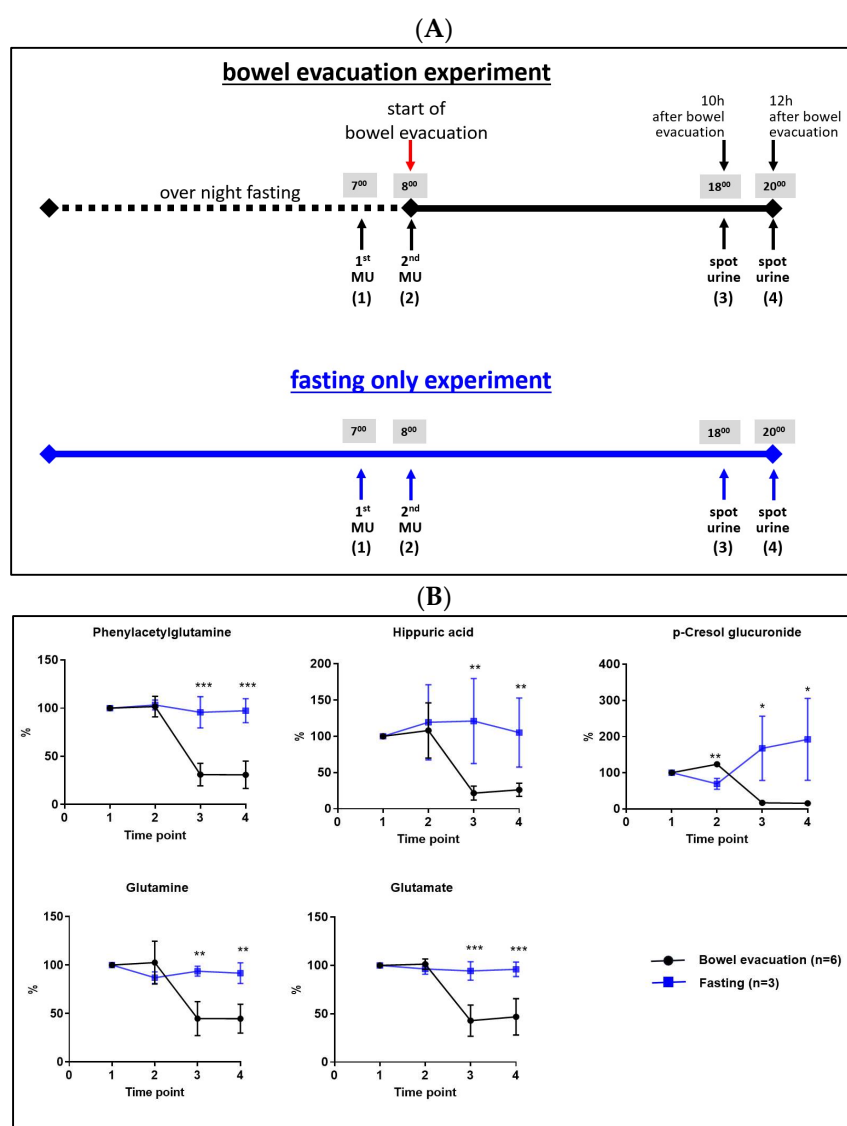 (A)
bowel evacuation experiment
start of
bowel evacuation
10h
after bowel
evacuation
12h
after bowel
evacuation
over night fasting
7⁰⁰
8⁰⁰
18⁰⁰
20⁰⁰
1st
MU
(1)
2nd
MU
(2)
spot
urine
(3)
spot
urine
(4)
fasting only experiment
7⁰⁰
8⁰⁰
18⁰⁰
20⁰⁰
1st
MU
(1)
2nd
MU
(2)
spot
urine
(3)
spot
urine
(4)
(B)
Phenylacetylglutamine
150
100
50
0
%
*** ***
0 1 2 3 4
Time point
Hippuric acid
200
150
100
50
0
%
** **
0 1 2 3 4
Time point
p-Cresol glucuronide
400
300
200
100
0
%
** * *
0 1 2 3 4
Time point
Glutamine
150
100
50
0
%
** **
0 1 2 3 4
Time point
Glutamate
150
100
50
0
%
*** ***
0 1 2 3 4
Time point
Bowel evacuation (n=6)
Fasting (n=3)